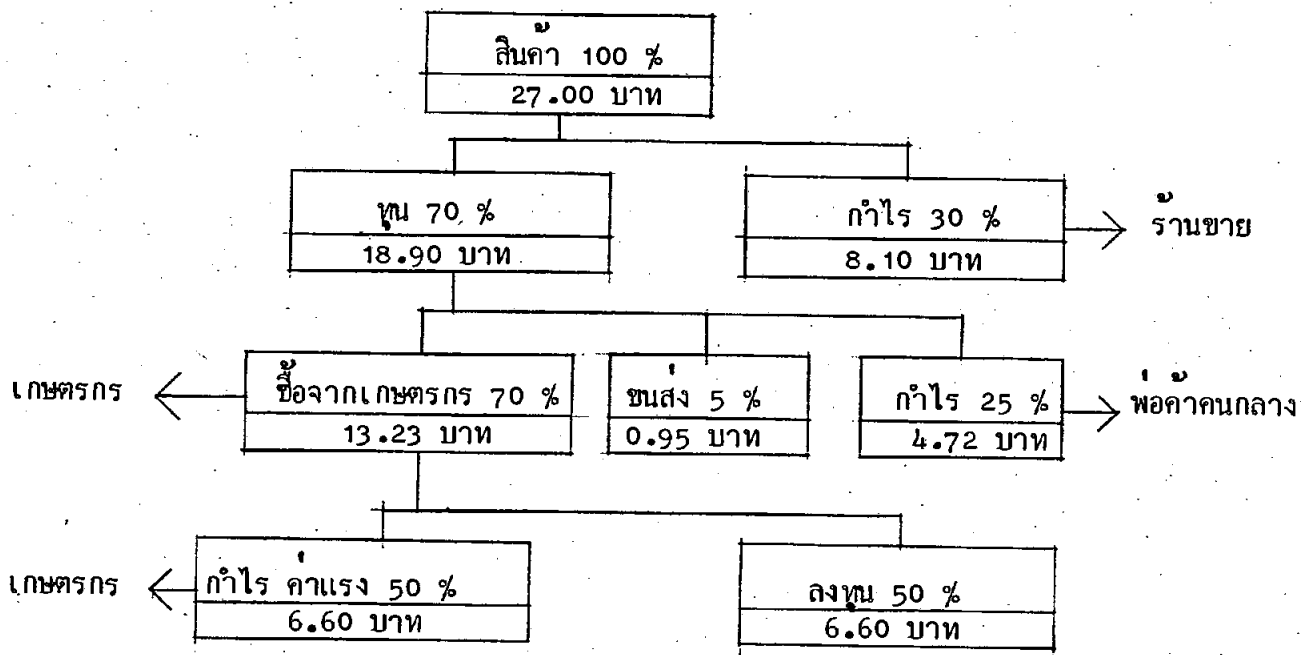 สินค้า 100 %
27.00 บาท
ทุน 70 %
18.90 บาท
กำไร 30 %
8.10 บาท
ร้านขาย
เกษตรกร
ซื้อจากเกษตรกร 70 %
13.23 บาท
ขนส่ง 5 %
0.95 บาท
กำไร 25 %
4.72 บาท
พ่อค้าคนกลาง
เกษตรกร
กำไร ค่าแรง 50 %
6.60 บาท
ลงทุน 50 %
6.60 บาท